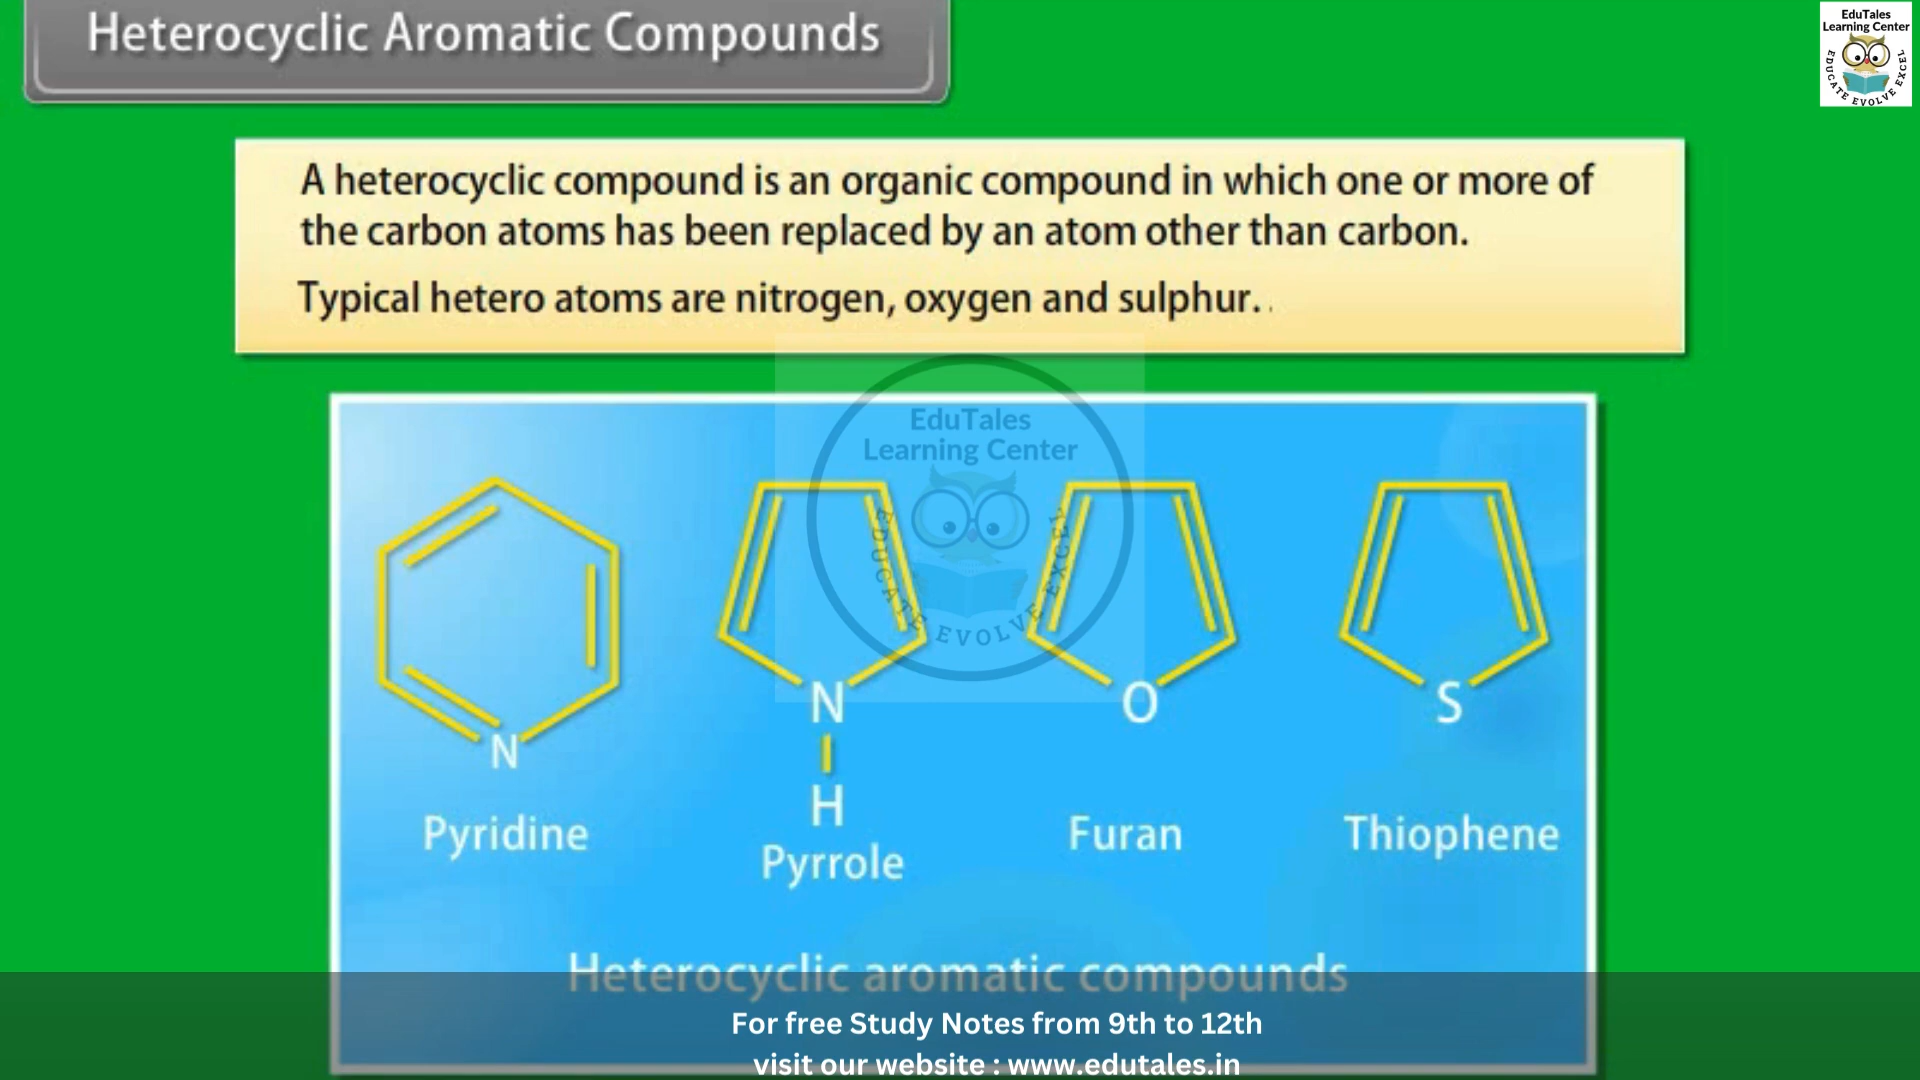 Heterocyclic Aromatic Compounds
EduTales
Learning Center
EDUCATE EVOLVE EXCEL
A heterocyclic compound is an organic compound in which one or more of
the carbon atoms has been replaced by an atom other than carbon.
Typical hetero atoms are nitrogen, oxygen and sulphur. .
EduTales
Learning Center
EDUCATE EVOLVE EXCEL
N
N
O
S
H
Pyridine
Pyrrole
Furan
Thiophene
Heterocyclic aromatic compounds
For free Study Notes from 9th to 12th
visit our website : www.edutales.in